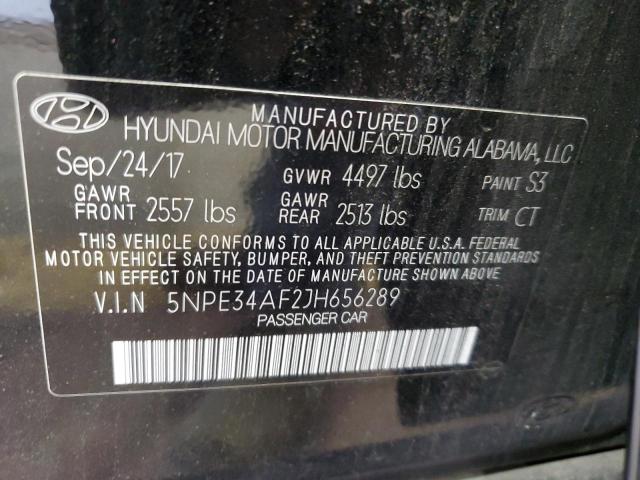 MANUFACTURED BY
HYUNDAI MOTOR MANUFACTURING ALABAMA, LLC
Sep/24/17 GVWR 4497 lbs PAINT S3
GAWR FRONT 2557 lbs GAWR REAR 2513 lbs TRIM CT
THIS VEHICLE CONFORMS TO ALL APPLICABLE U.S.A. FEDERAL
MOTOR VEHICLE SAFETY, BUMPER, AND THEFT PREVENTION STANDARDS
IN EFFECT ON THE DATE OF MANUFACTURE SHOWN ABOVE
V.I.N 5NPE34AF2JH656289
PASSENGER CAR